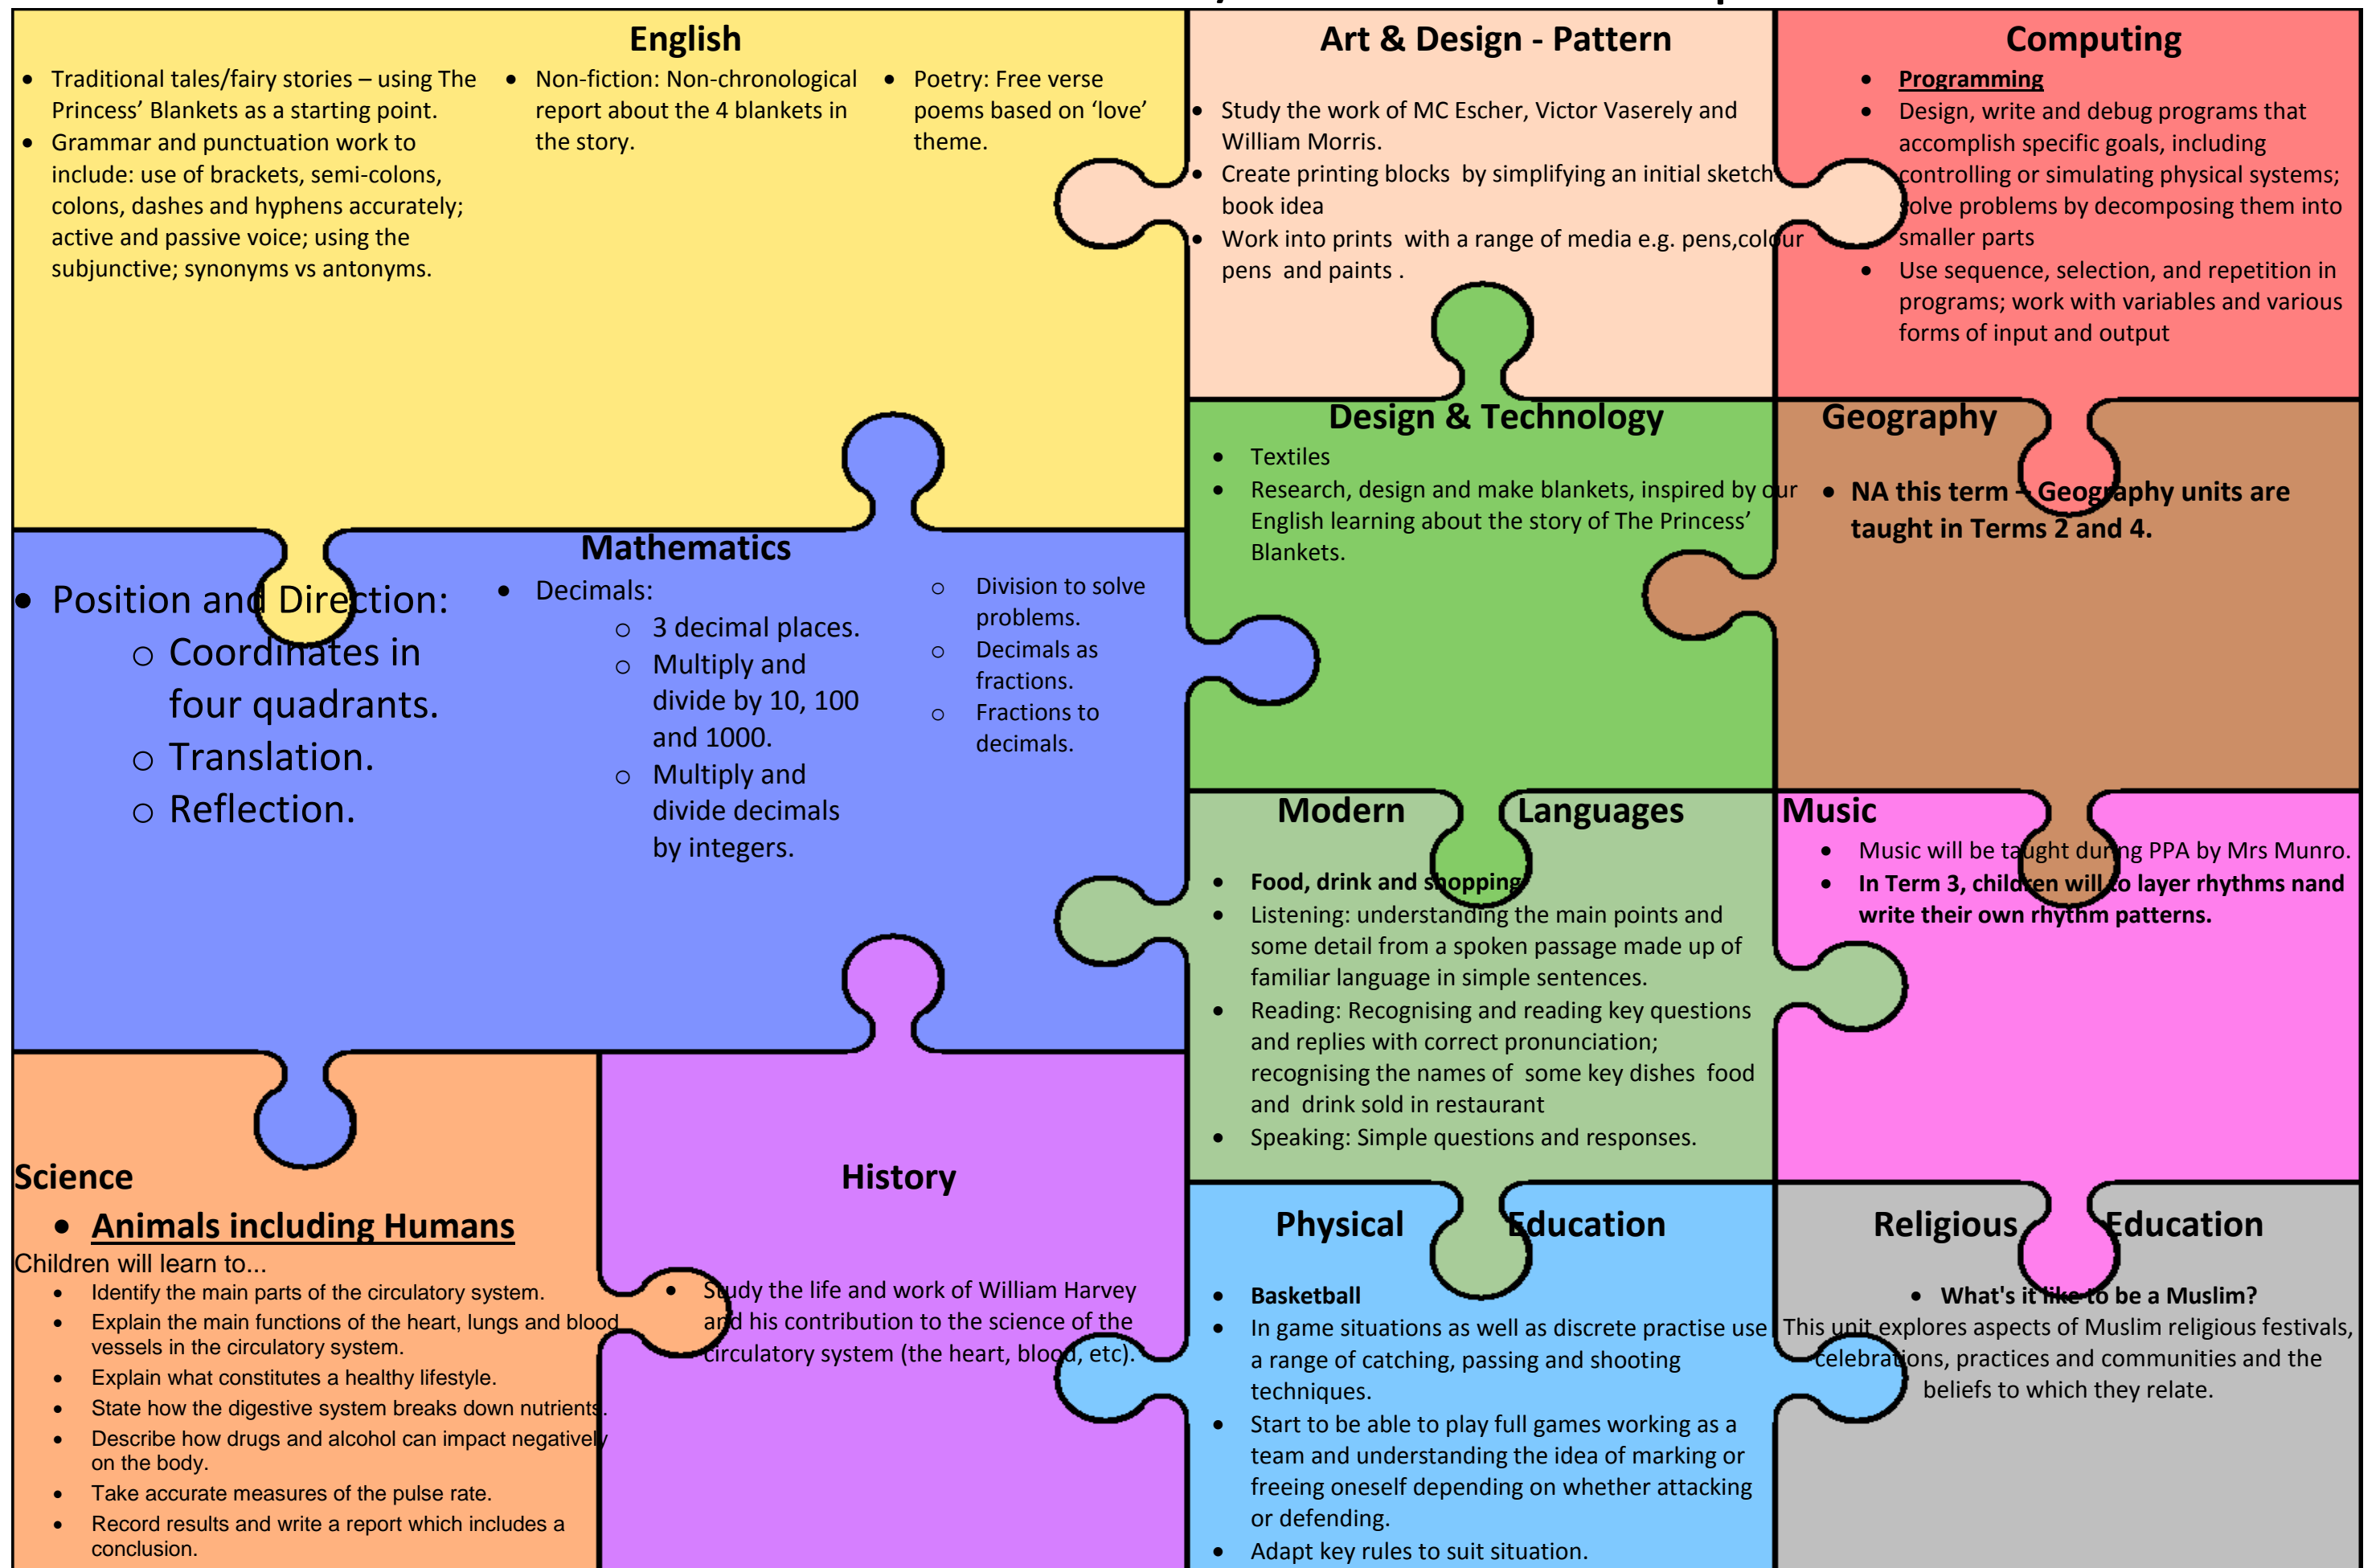 English
• Traditional tales/fairy stories – using The
Princess’ Blankets as a starting point.
• Grammar and punctuation work to
include: use of brackets, semi-colons,
colons, dashes and hyphens accurately;
active and passive voice; using the
subjunctive; synonyms vs antonyms.
• Non-fiction: Non-chronological
report about the 4 blankets in
the story.
• Poetry: Free verse
poems based on ‘love’
theme.
Art & Design - Pattern
• Study the work of MC Escher, Victor Vaserely and
William Morris.
• Create printing blocks by simplifying an initial sketch
book idea
• Work into prints with a range of media e.g. pens,colour
pens and paints .
Computing
• Programming
• Design, write and debug programs that
accomplish specific goals, including
controlling or simulating physical systems;
solve problems by decomposing them into
smaller parts
• Use sequence, selection, and repetition in
programs; work with variables and various
forms of input and output
Design & Technology
• Textiles
• Research, design and make blankets, inspired by our
English learning about the story of The Princess’
Blankets.
Geography
• NA this term – Geography units are
taught in Terms 2 and 4.
Mathematics
• Position and Direction:
o Coordinates in
four quadrants.
o Translation.
o Reflection.
• Decimals:
o 3 decimal places.
o Multiply and
divide by 10, 100
and 1000.
o Multiply and
divide decimals
by integers.
o Division to solve
problems.
o Decimals as
fractions.
o Fractions to
decimals.
Modern Languages
• Food, drink and shopping
• Listening: understanding the main points and
some detail from a spoken passage made up of
familiar language in simple sentences.
• Reading: Recognising and reading key questions
and replies with correct pronunciation;
recognising the names of some key dishes food
and drink sold in restaurant
• Speaking: Simple questions and responses.
Music
• Music will be taught during PPA by Mrs Munro.
• In Term 3, children will to layer rhythms nand
write their own rhythm patterns.
Science
• Animals including Humans
Children will learn to...
• Identify the main parts of the circulatory system.
• Explain the main functions of the heart, lungs and blood
vessels in the circulatory system.
• Explain what constitutes a healthy lifestyle.
• State how the digestive system breaks down nutrients.
• Describe how drugs and alcohol can impact negatively
on the body.
• Take accurate measures of the pulse rate.
• Record results and write a report which includes a
conclusion.
History
• Study the life and work of William Harvey
and his contribution to the science of the
circulatory system (the heart, blood, etc).
Physical Education
• Basketball
• In game situations as well as discrete practise use
a range of catching, passing and shooting
techniques.
• Start to be able to play full games working as a
team and understanding the idea of marking or
freeing oneself depending on whether attacking
or defending.
• Adapt key rules to suit situation.
Religious Education
• What's it like to be a Muslim?
This unit explores aspects of Muslim religious festivals,
celebrations, practices and communities and the
beliefs to which they relate.